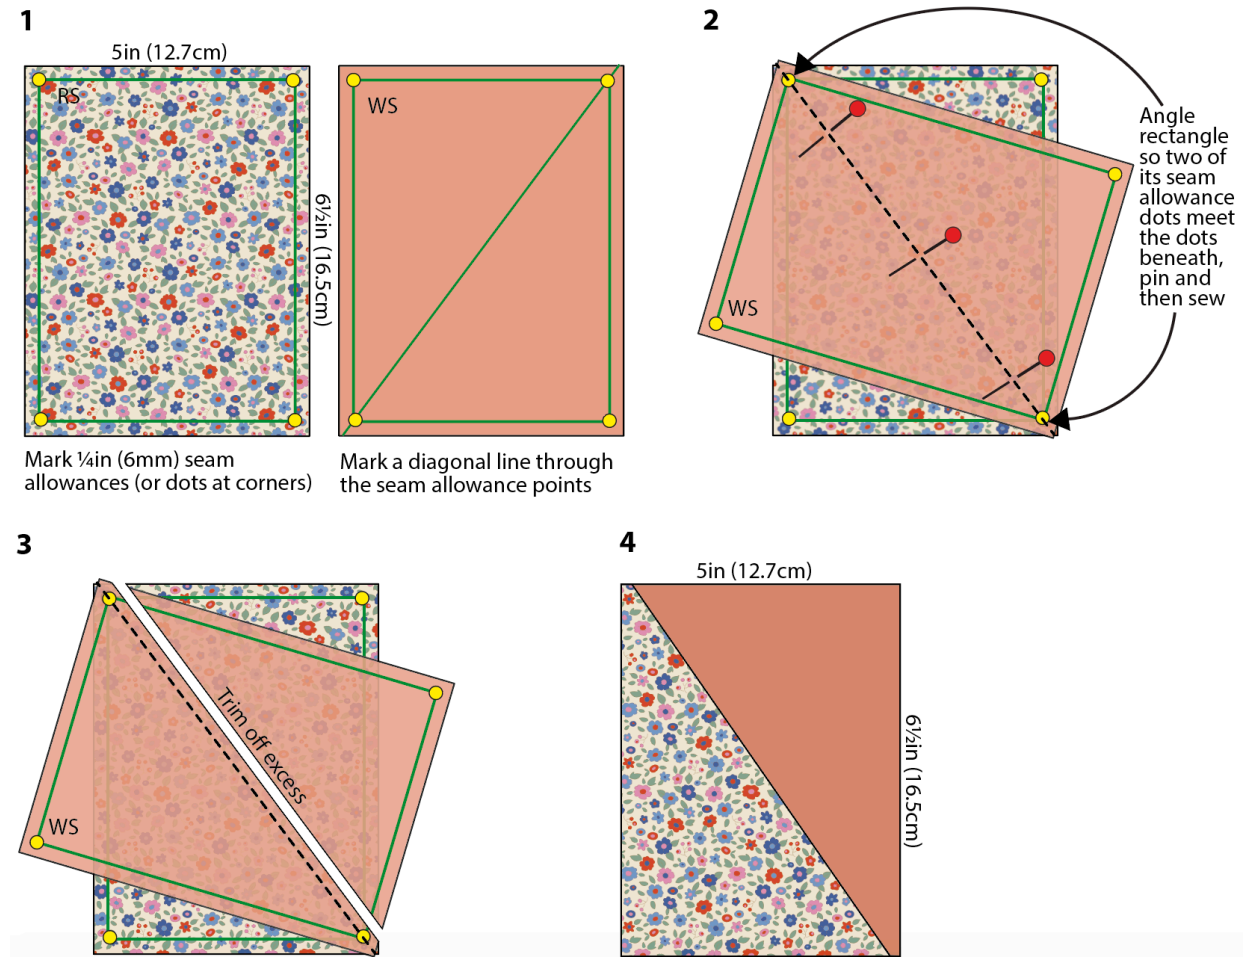 1
5in (12.7cm)
RS
WS
6½in (16.5cm)
Mark ¼in (6mm) seam
allowances (or dots at corners)
Mark a diagonal line through
the seam allowance points
2
WS
Angle
rectangle
so two of
its seam
allowance
dots meet
the dots
beneath,
pin and
then sew
3
Trim off excess
WS
4
5in (12.7cm)
6½in (16.5cm)